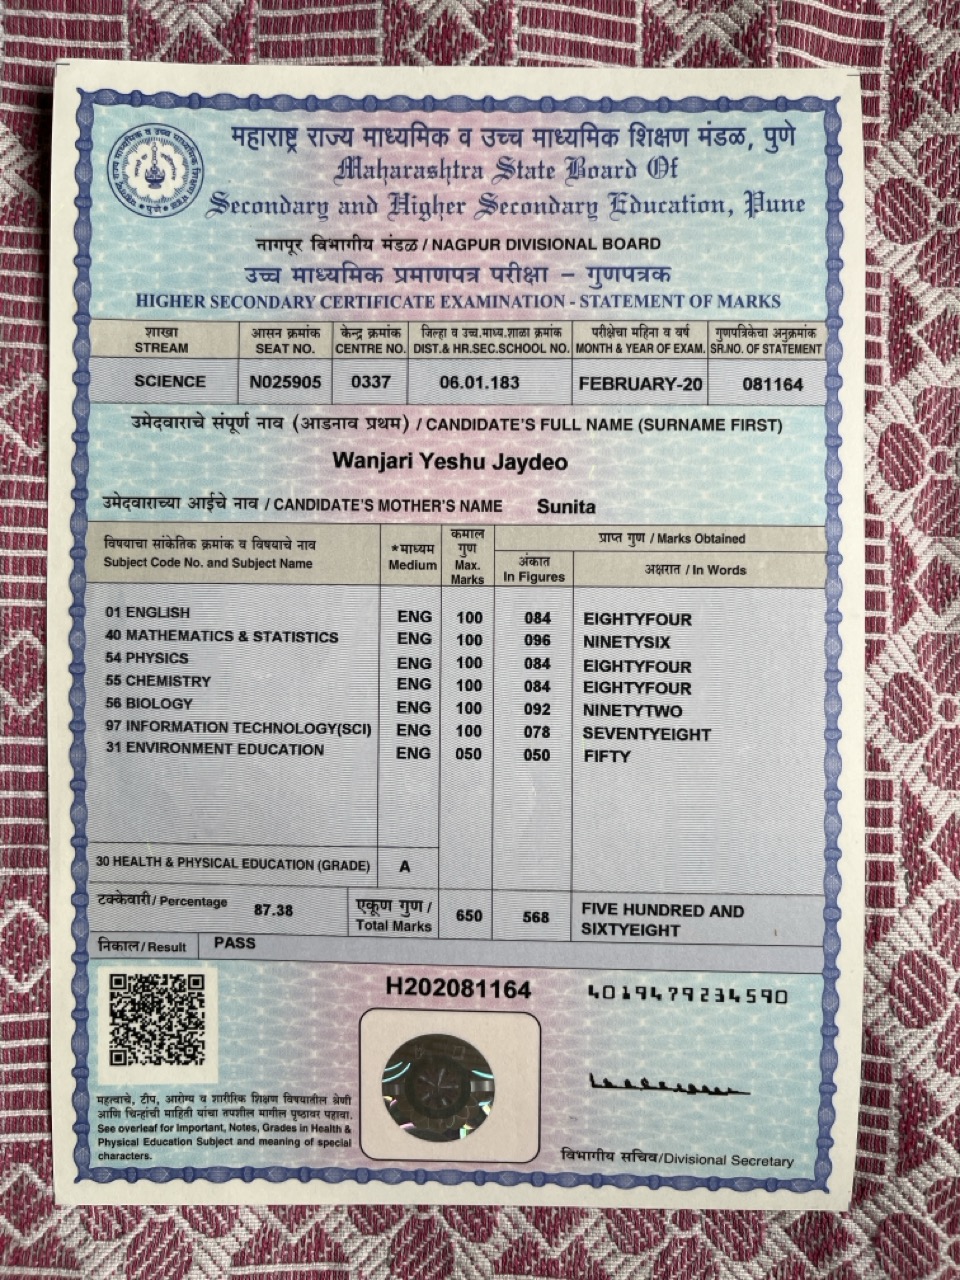 महाराष्ट्र राज्य माध्यमिक व उच्च माध्यमिक शिक्षण मंडळ, पुणे
Maharashtra State Board Of
Secondary and Higher Secondary Education, Pune
नागपूर विभागीय मंडळ / NAGPUR DIVISIONAL BOARD
उच्च माध्यमिक प्रमाणपत्र परीक्षा – गुणपत्रक
HIGHER SECONDARY CERTIFICATE EXAMINATION - STATEMENT OF MARKS
शाखा आसन क्रमांक केन्द्र क्रमांक जिल्हा व उच्च.माध्य.शाळा क्रमांक परीक्षेचा महिना व वर्ष गुणपत्रिकेचा अनुक्रमांक
STREAM SEAT NO. CENTRE NO. DIST.& HR.SEC.SCHOOL NO. MONTH & YEAR OF EXAM. SR.NO. OF STATEMENT
SCIENCE N025905 0337 06.01.183 FEBRUARY-20 081164
उमेदवाराचे संपूर्ण नाव (आडनाव प्रथम) / CANDIDATE'S FULL NAME (SURNAME FIRST)
Wanjari Yeshu Jaydeo
उमेदवाराच्या आईचे नाव / CANDIDATE'S MOTHER'S NAME Sunita
विषयाचा सांकेतिक क्रमांक व विषयाचे नाव
Subject Code No. and Subject Name
*माध्यम
Medium
कमाल
गुण
Max.
Marks
प्राप्त गुण / Marks Obtained
अंकात
In Figures
अक्षरात / In Words
01 ENGLISH ENG 100 084 EIGHTYFOUR
40 MATHEMATICS & STATISTICS ENG 100 096 NINETYSIX
54 PHYSICS ENG 100 084 EIGHTYFOUR
55 CHEMISTRY ENG 100 084 EIGHTYFOUR
56 BIOLOGY ENG 100 092 NINETYTWO
97 INFORMATION TECHNOLOGY(SCI) ENG 100 078 SEVENTYEIGHT
31 ENVIRONMENT EDUCATION ENG 050 050 FIFTY
30 HEALTH & PHYSICAL EDUCATION (GRADE) A
टक्केवारी/ Percentage 87.38
एकूण गुण /
Total Marks
650 568
FIVE HUNDRED AND
SIXTYEIGHT
निकाल/ Result PASS
H202081164
4019479234590
महत्वाचे, टीप, आरोग्य व शारीरिक शिक्षण विषयातील श्रेणी
आणि चिन्हांची माहिती यांचा तपशील मागील पृष्ठावर पहावा.
See overleaf for Important, Notes, Grades in Health &
Physical Education Subject and meaning of special
characters.
विभागीय सचिव/Divisional Secretary